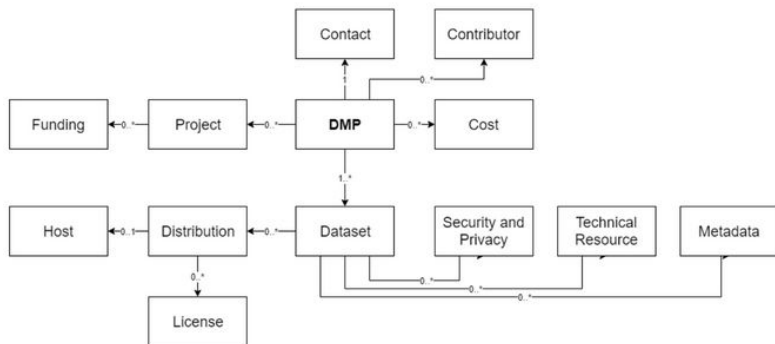 Contact
Contributor
1
0..*
Funding
0..*
Project
0..*
DMP
0..*
Cost
1..*
Host
0..1
Distribution
0..*
Dataset
Security and
Privacy
Technical
Resource
Metadata
0..*
0..*
0..*
0..*
License